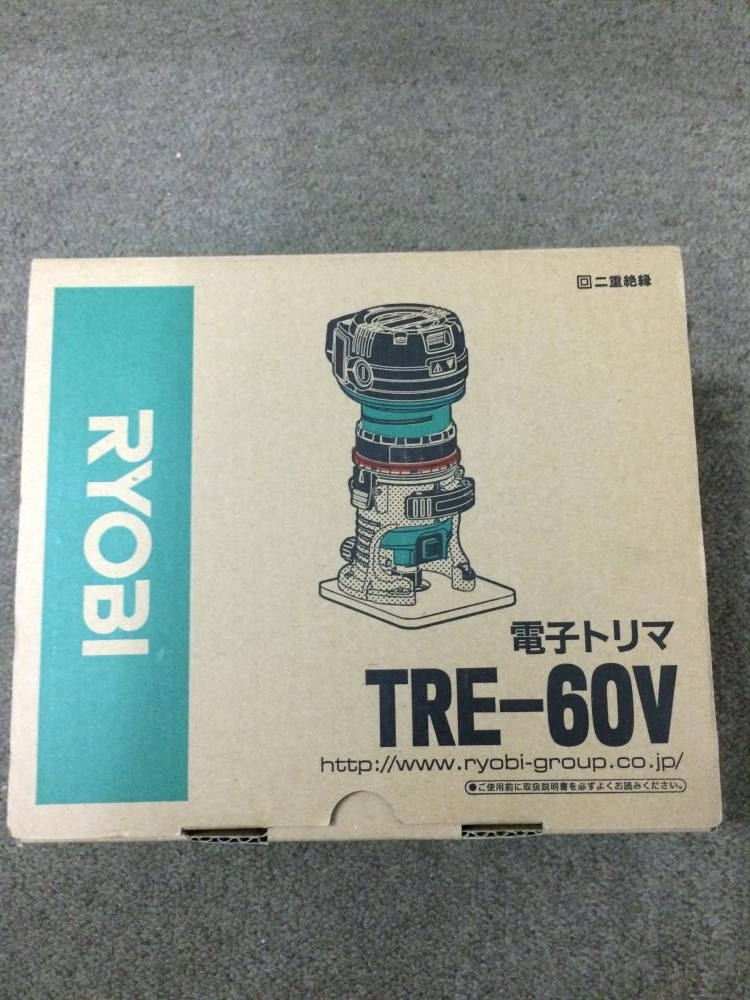 回二重絶縁
RYOBI
電子トリマ
TRE-60V
http://www.ryobi-group.co.jp/
●ご使用前に取扱説明書を必ずよくお読みください。